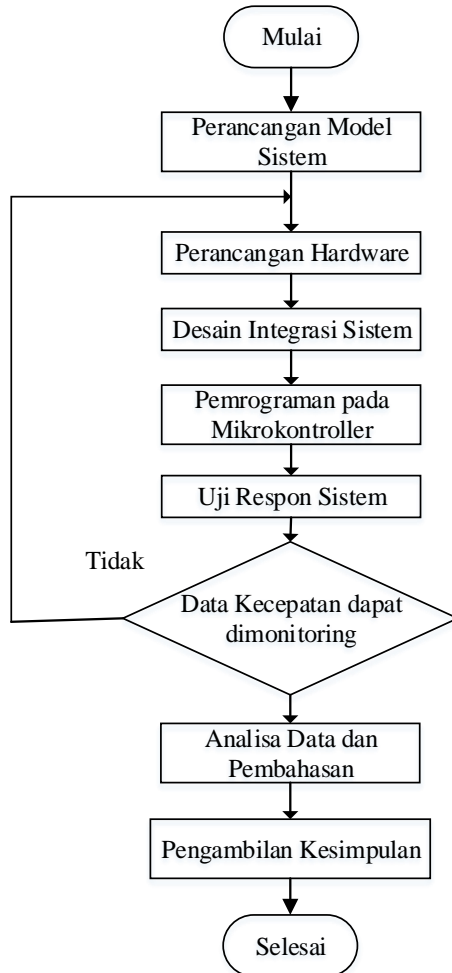 Mulai
Perancangan Model
Sistem
Perancangan Hardware
Desain Integrasi Sistem
Pemrograman pada
Mikrokontroller
Uji Respon Sistem
Tidak
Data Kecepatan dapat
dimonitoring
Analisa Data dan
Pembahasan
Pengambilan Kesimpulan
Selesai